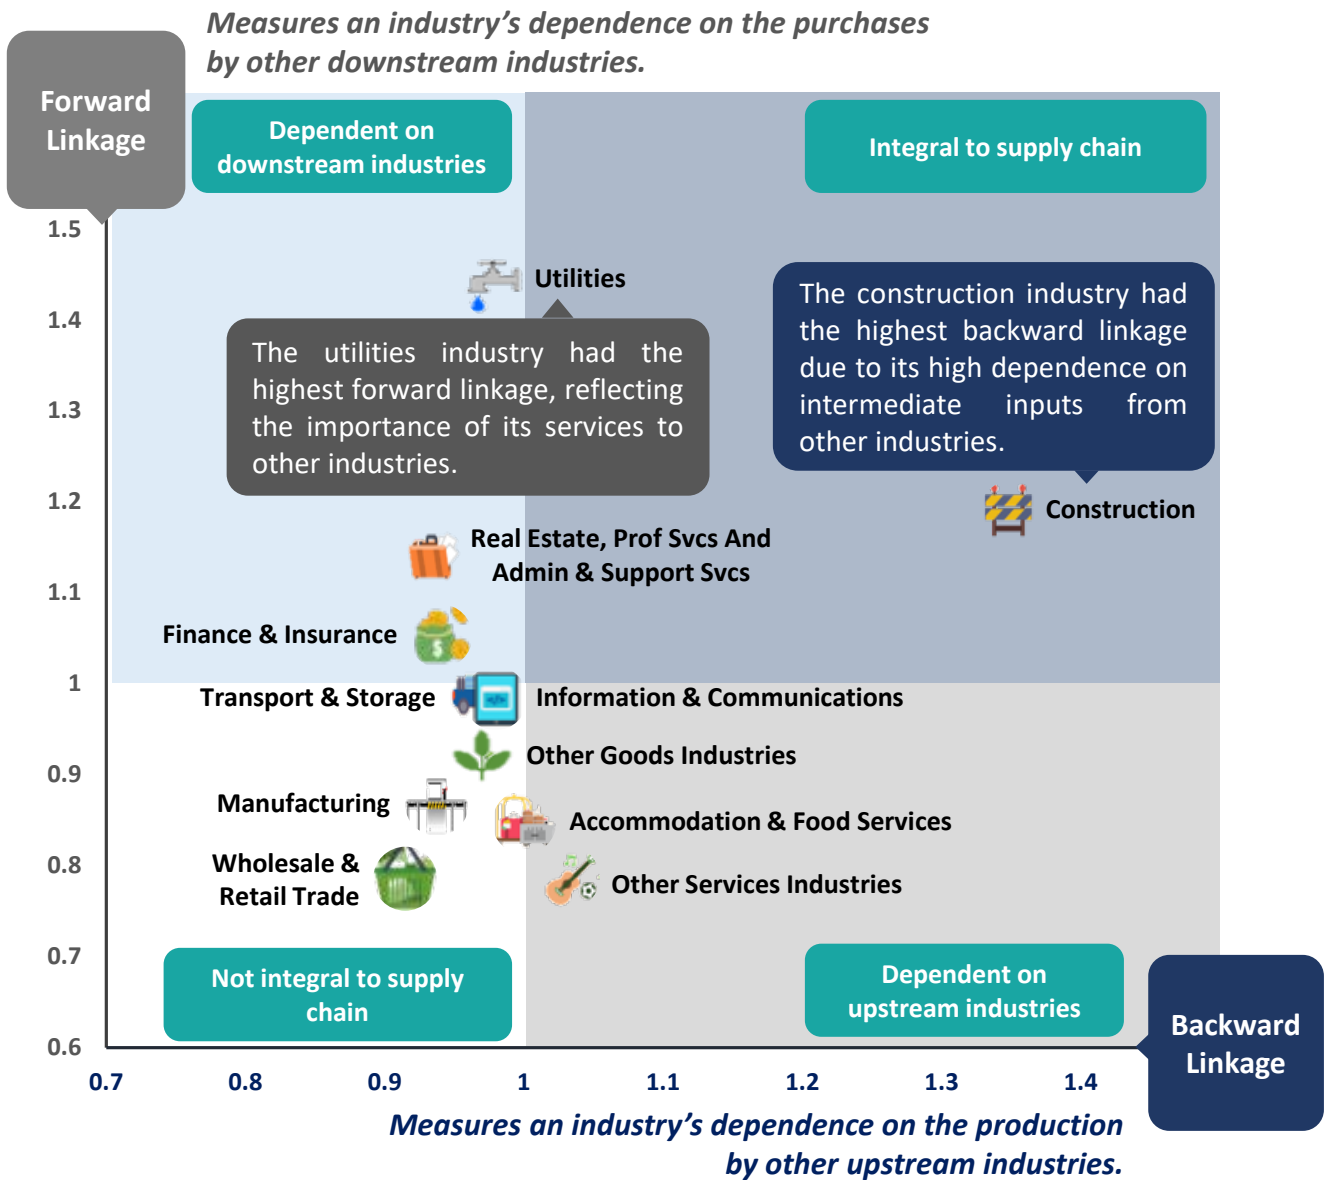 Measures an industry’s dependence on the purchases
by other downstream industries.
Forward
Linkage
Dependent on
downstream industries
Integral to supply chain
1.5
1.4
1.3
1.2
1.1
1
0.9
0.8
0.7
0.6
Utilities
The utilities industry had the
highest forward linkage, reflecting
the importance of its services to
other industries.
The construction industry had
the highest backward linkage
due to its high dependence on
intermediate inputs from
other industries.
Construction
Real Estate, Prof Svcs And
Admin & Support Svcs
Finance & Insurance
Transport & Storage
Information & Communications
Other Goods Industries
Manufacturing
Accommodation & Food Services
Wholesale &
Retail Trade
Other Services Industries
Not integral to supply
chain
Dependent on
upstream industries
Backward
Linkage
0.7
0.8
0.9
1
1.1
1.2
1.3
1.4
Measures an industry’s dependence on the production
by other upstream industries.